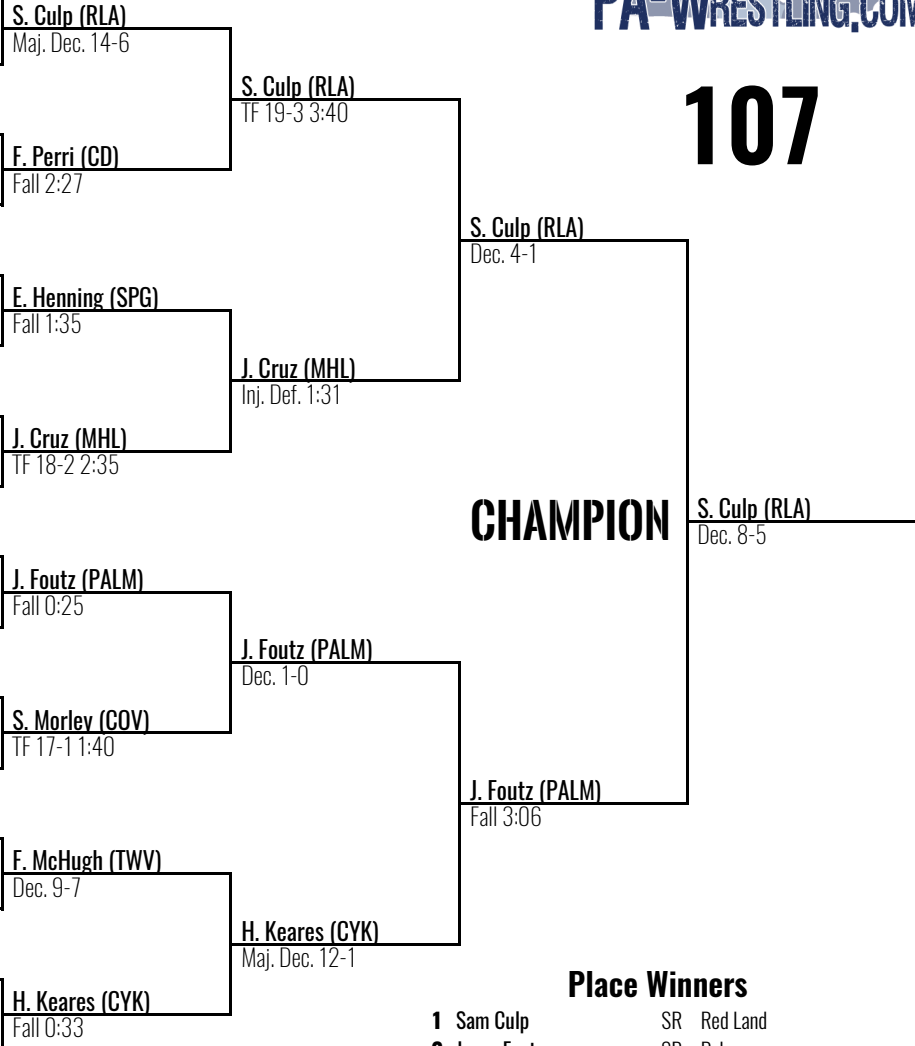 S. Culp (RLA)
Maj. Dec. 14-6
PA-WRESTLING.COM
S. Culp (RLA)
TF 19-3 3:40
107
F. Perri (CD)
Fall 2:27
S. Culp (RLA)
Dec. 4-1
E. Henning (SPG)
Fall 1:35
J. Cruz (MHL)
Inj. Def. 1:31
J. Cruz (MHL)
TF 18-2 2:35
CHAMPION
S. Culp (RLA)
Dec. 8-5
J. Foutz (PALM)
Fall 0:25
J. Foutz (PALM)
Dec. 1-0
S. Morley (COV)
TF 17-1 1:40
J. Foutz (PALM)
Fall 3:06
F. McHugh (TWV)
Dec. 9-7
H. Keares (CYK)
Maj. Dec. 12-1
H. Keares (CYK)
Fall 0:33
Place Winners
1 Sam Culp SR Red Land